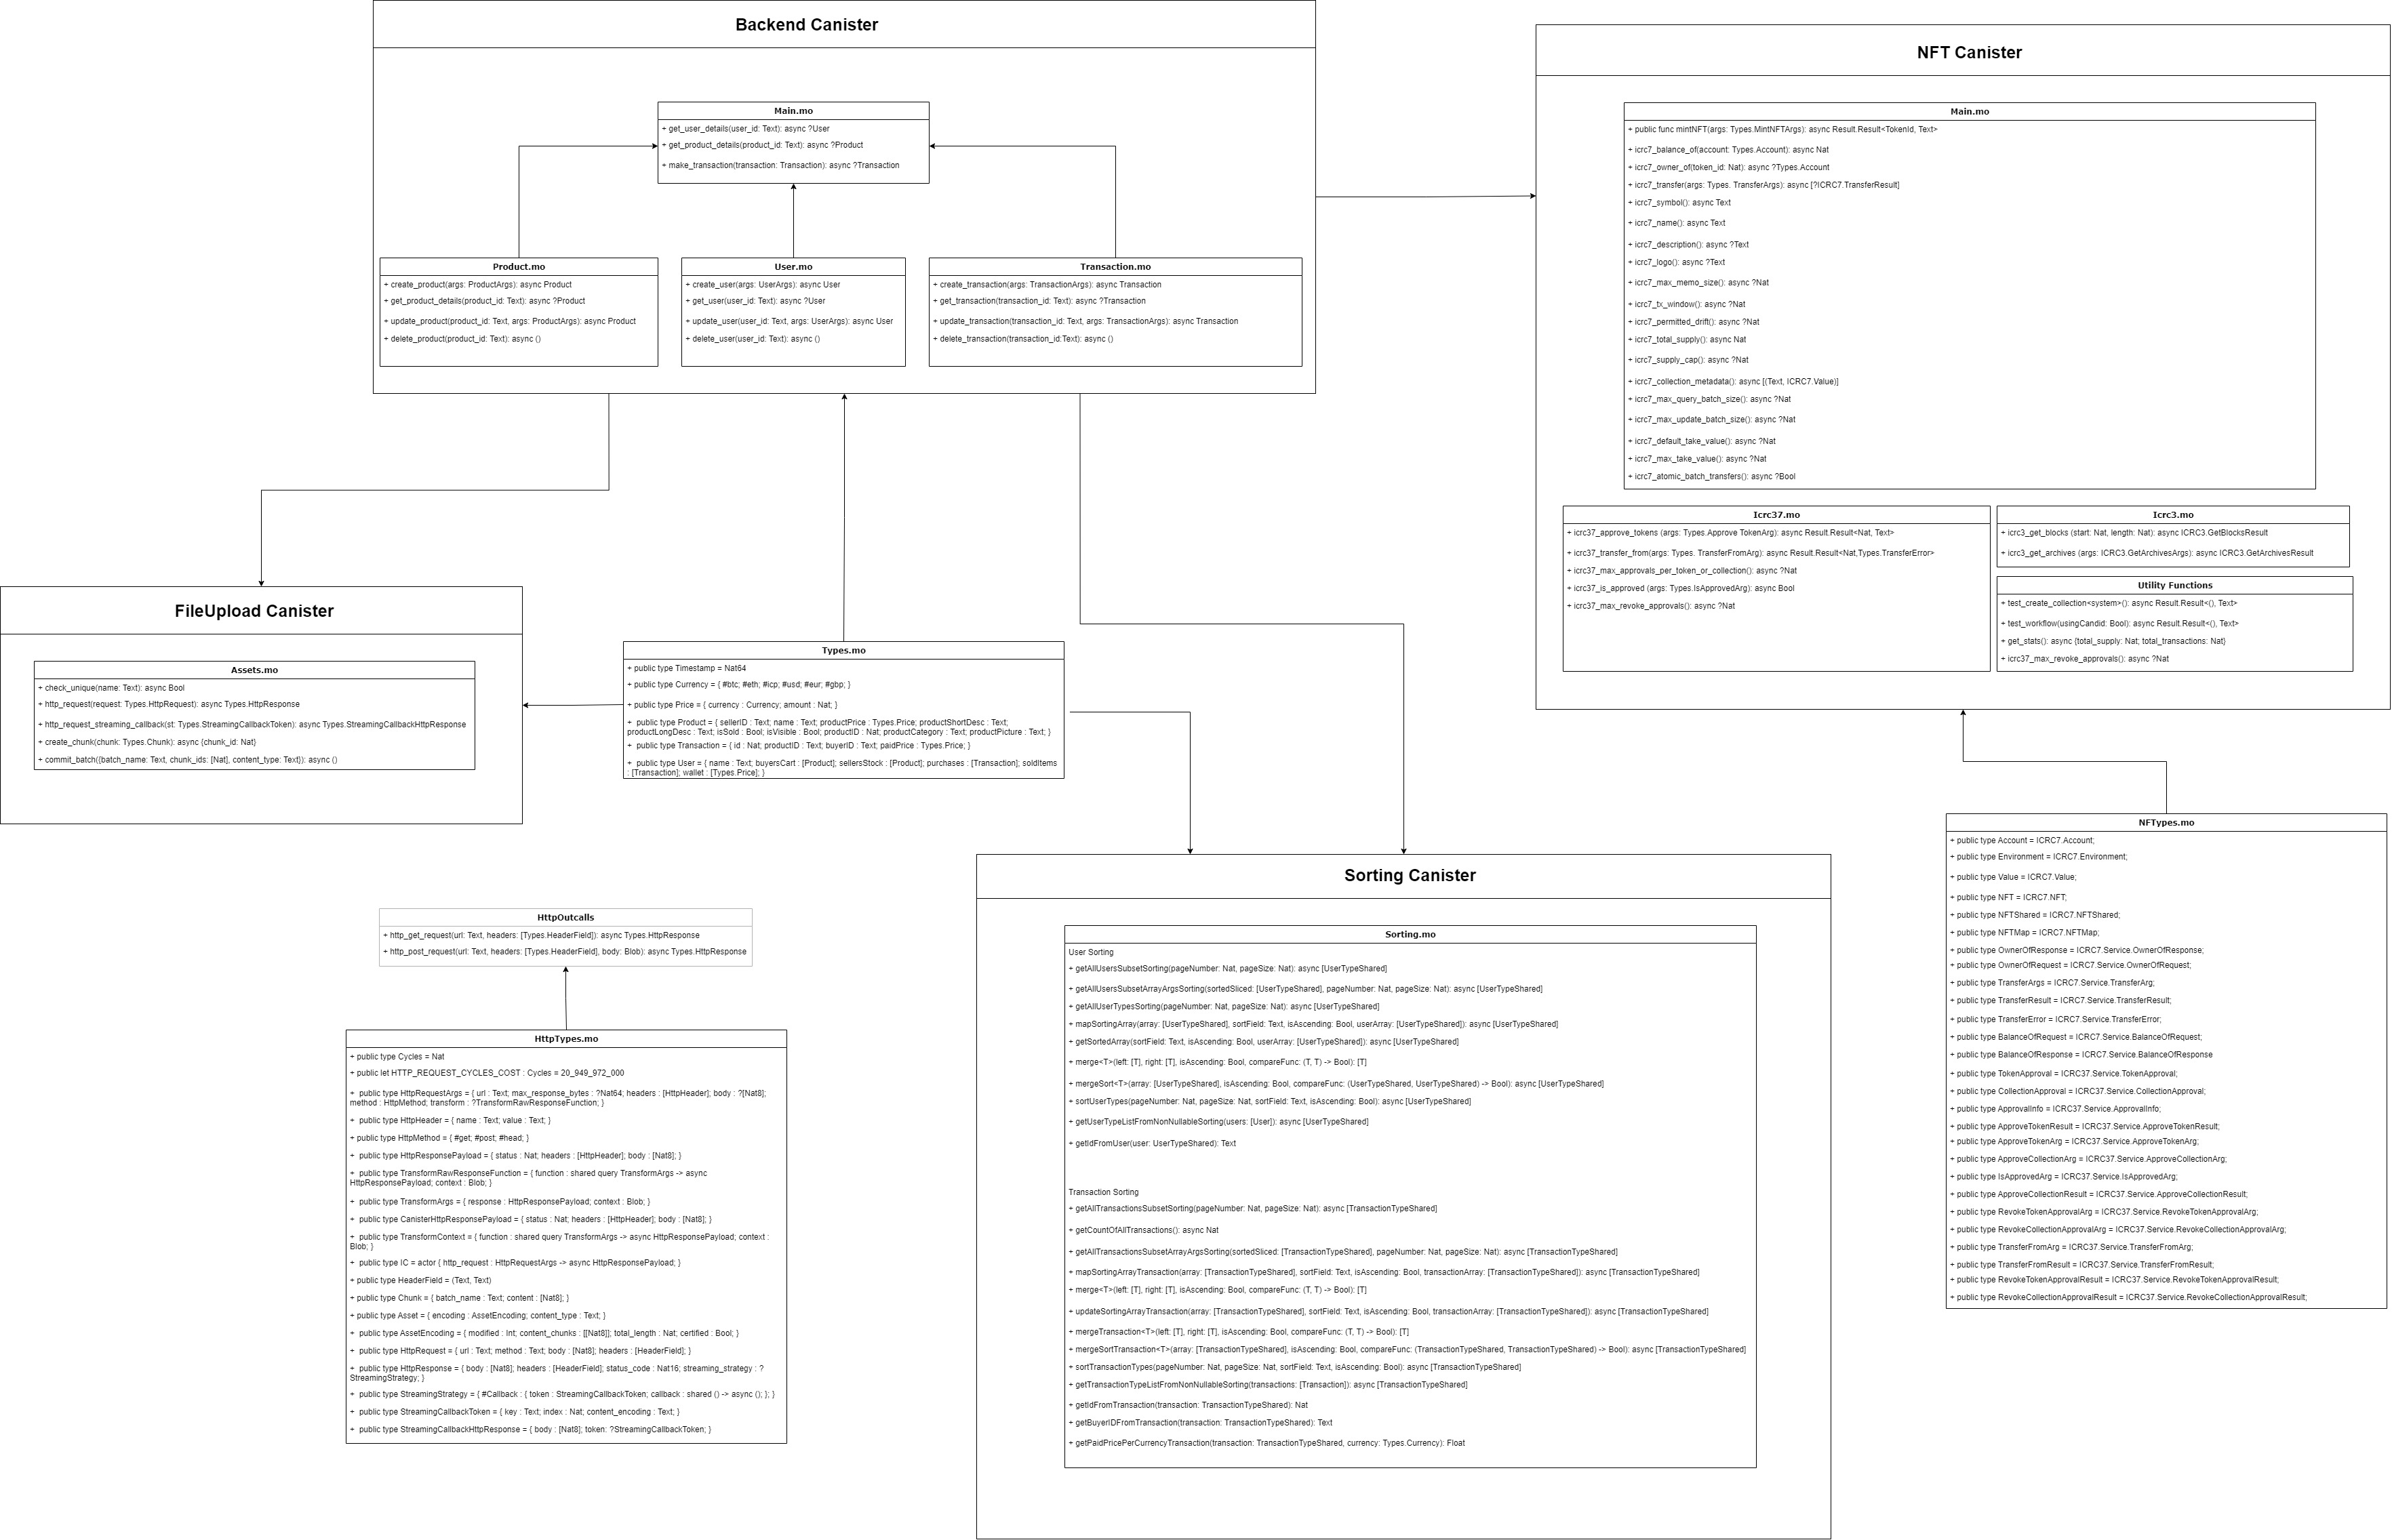 Backend Canister
Main.mo
+ get_user_details(user_id: Text): async ?User
+ get_product_details(product_id: Text): async ?Product
+ make_transaction(transaction: Transaction): async ?Transaction
Product.mo
+ create_product(args: ProductArgs): async Product
+ get_product_details(product_id: Text): async ?Product
+ update_product(product_id: Text, args: ProductArgs): async Product
+ delete_product(product_id: Text): async ()
User.mo
+ create_user(args: UserArgs): async User
+ get_user(user_id: Text): async ?User
+ update_user(user_id: Text, args: UserArgs): async User
+ delete_user(user_id: Text): async ()
Transaction.mo
+ create_transaction(args: TransactionArgs): async Transaction
+ get_transaction(transaction_id: Text): async ?Transaction
+ update_transaction(transaction_id: Text, args: TransactionArgs): async Transaction
+ delete_transaction(transaction_id:Text): async ()
NFT Canister
Main.mo
+ public func mintNFT(args: Types.MintNFTArgs): async Result.Result<TokenId, Text>
+ icrc7_balance_of(account: Types.Account): async Nat
+ icrc7_owner_of(token_id: Nat): async ?Types.Account
+ icrc7_transfer(args: Types. TransferArgs): async [?ICRC7.TransferResult]
+ icrc7_symbol(): async Text
+ icrc7_name(): async Text
+ icrc7_description(): async ?Text
+ icrc7_logo(): async ?Text
+ icrc7_max_memo_size(): async ?Nat
+ icrc7_tx_window(): async ?Nat
+ icrc7_permitted_drift(): async ?Nat
+ icrc7_total_supply(): async Nat
+ icrc7_supply_cap(): async ?Nat
+ icrc7_collection_metadata(): async [(Text, ICRC7.Value)]
+ icrc7_max_query_batch_size(): async ?Nat
+ icrc7_max_update_batch_size(): async ?Nat
+ icrc7_default_take_value(): async ?Nat
+ icrc7_max_take_value(): async ?Nat
+ icrc7_atomic_batch_transfers(): async ?Bool
Icrc37.mo
+ icrc37_approve_tokens (args: Types.Approve TokenArg): async Result.Result<Nat, Text>
+ icrc37_transfer_from(args: Types. TransferFromArg): async Result.Result<Nat,Types.TransferError>
+ icrc37_max_approvals_per_token_or_collection(): async ?Nat
+ icrc37_is_approved (args: Types.IsApprovedArg): async Bool
+ icrc37_max_revoke_approvals(): async ?Nat
Icrc3.mo
+ icrc3_get_blocks (start: Nat, length: Nat): async ICRC3.GetBlocksResult
+ icrc3_get_archives (args: ICRC3.GetArchivesArgs): async ICRC3.GetArchivesResult
Utility Functions
+ test_create_collection<system>(): async Result.Result<(), Text>
+ test_workflow(usingCandid: Bool): async Result.Result<(), Text>
+ get_stats(): async {total_supply: Nat; total_transactions: Nat}
+ icrc37_max_revoke_approvals(): async ?Nat
FileUpload Canister
Assets.mo
+ check_unique(name: Text): async Bool
+ http_request(request: Types.HttpRequest): async Types.HttpResponse
+ http_request_streaming_callback(st: Types.StreamingCallbackToken): async Types.StreamingCallbackHttpResponse
+ create_chunk(chunk: Types.Chunk): async {chunk_id: Nat}
+ commit_batch({batch_name: Text, chunk_ids: [Nat], content_type: Text}): async ()
Types.mo
+ public type Timestamp = Nat64
+ public type Currency = { #btc; #eth; #icp; #usd; #eur; #gbp; }
+ public type Price = { currency : Currency; amount : Nat; }
+ public type Product = { sellerID : Text; name : Text; productPrice : Types.Price; productShortDesc : Text;
productLongDesc : Text; isSold : Bool; isVisible : Bool; productID : Nat; productCategory : Text; productPicture : Text; }
+ public type Transaction = { id : Nat; productID : Text; buyerID : Text; paidPrice : Types.Price; }
+ public type User = { name : Text; buyersCart : [Product]; sellersStock : [Product]; purchases : [Transaction]; soldItems
: [Transaction]; wallet : [Types.Price]; }
HttpOutcalls
+ http_get_request(url: Text, headers: [Types.HeaderField]): async Types.HttpResponse
+ http_post_request(url: Text, headers: [Types.HeaderField], body: Blob): async Types.HttpResponse
HttpTypes.mo
+ public type Cycles = Nat
+ public let HTTP_REQUEST_CYCLES_COST : Cycles = 20_949_972_000
+ public type HttpRequestArgs = { url : Text; max_response_bytes : ?Nat64; headers : [HttpHeader]; body : ?[Nat8];
method : HttpMethod; transform : ?TransformRawResponseFunction; }
+ public type HttpHeader = { name : Text; value : Text; }
+ public type HttpMethod = { #get; #post; #head; }
+ public type HttpResponsePayload = { status : Nat; headers : [HttpHeader]; body : [Nat8]; }
+ public type TransformRawResponseFunction = { function : shared query TransformArgs -> async
HttpResponsePayload; context : Blob; }
+ public type TransformArgs = { response : HttpResponsePayload; context : Blob; }
+ public type CanisterHttpResponsePayload = { status : Nat; headers : [HttpHeader]; body : [Nat8]; }
+ public type TransformContext = { function : shared query TransformArgs -> async HttpResponsePayload; context :
Blob; }
+ public type IC = actor { http_request : HttpRequestArgs -> async HttpResponsePayload; }
+ public type HeaderField = (Text, Text)
+ public type Chunk = { batch_name : Text; content : [Nat8]; }
+ public type Asset = { encoding : AssetEncoding; content_type : Text; }
+ public type AssetEncoding = { modified : Int; content_chunks : [[Nat8]]; total_length : Nat; certified : Bool; }
+ public type HttpRequest = { url : Text; method : Text; body : [Nat8]; headers : [HeaderField]; }
+ public type HttpResponse = { body : [Nat8]; headers : [HeaderField]; status_code : Nat16; streaming_strategy : ?
StreamingStrategy; }
+ public type StreamingStrategy = { #Callback : { token : StreamingCallbackToken; callback : shared () -> async (); }; }
+ public type StreamingCallbackToken = { key : Text; index : Nat; content_encoding : Text; }
+ public type StreamingCallbackHttpResponse = { body : [Nat8]; token: ?StreamingCallbackToken; }
Sorting Canister
Sorting.mo
User Sorting
+ getAllUsersSubsetSorting(pageNumber: Nat, pageSize: Nat): async [UserTypeShared]
+ getAllUsersSubsetArrayArgsSorting(sortedSliced: [UserTypeShared], pageNumber: Nat, pageSize: Nat): async [UserTypeShared]
+ getAllUserTypesSorting(pageNumber: Nat, pageSize: Nat): async [UserTypeShared]
+ mapSortingArray(array: [UserTypeShared], sortField: Text, isAscending: Bool, userArray: [UserTypeShared]): async [UserTypeShared]
+ getSortedArray(sortField: Text, isAscending: Bool, userArray: [UserTypeShared]): async [UserTypeShared]
+ merge<T>(left: [T], right: [T], isAscending: Bool, compareFunc: (T, T) -> Bool): [T]
+ mergeSort<T>(array: [UserTypeShared], isAscending: Bool, compareFunc: (UserTypeShared, UserTypeShared) -> Bool): async [UserTypeShared]
+ sortUserTypes(pageNumber: Nat, pageSize: Nat, sortField: Text, isAscending: Bool): async [UserTypeShared]
+ getUserTypeListFromNonNullableSorting(users: [User]): async [UserTypeShared]
+ getIdFromUser(user: UserTypeShared): Text
Transaction Sorting
+ getAllTransactionsSubsetSorting(pageNumber: Nat, pageSize: Nat): async [TransactionTypeShared]
+ getCountOfAllTransactions(): async Nat
+ getAllTransactionsSubsetArrayArgsSorting(sortedSliced: [TransactionTypeShared], pageNumber: Nat, pageSize: Nat): async [TransactionTypeShared]
+ mapSortingArrayTransaction(array: [TransactionTypeShared], sortField: Text, isAscending: Bool, transactionArray: [TransactionTypeShared]): async [TransactionTypeShared]
+ merge<T>(left: [T], right: [T], isAscending: Bool, compareFunc: (T, T) -> Bool): [T]
+ updateSortingArrayTransaction(array: [TransactionTypeShared], sortField: Text, isAscending: Bool, transactionArray: [TransactionTypeShared]): async [TransactionTypeShared]
+ mergeTransaction<T>(left: [T], right: [T], isAscending: Bool, compareFunc: (T, T) -> Bool): [T]
+ mergeSortTransaction<T>(array: [TransactionTypeShared], isAscending: Bool, compareFunc: (TransactionTypeShared, TransactionTypeShared) -> Bool): async [TransactionTypeShared]
+ sortTransactionTypes(pageNumber: Nat, pageSize: Nat, sortField: Text, isAscending: Bool): async [TransactionTypeShared]
+ getTransactionTypeListFromNonNullableSorting(transactions: [Transaction]): async [TransactionTypeShared]
+ getIdFromTransaction(transaction: TransactionTypeShared): Nat
+ getBuyerIDFromTransaction(transaction: TransactionTypeShared): Text
+ getPaidPricePerCurrencyTransaction(transaction: TransactionTypeShared, currency: Types.Currency): Float
NFTypes.mo
+ public type Account = ICRC7.Account;
+ public type Environment = ICRC7.Environment;
+ public type Value = ICRC7.Value;
+ public type NFT = ICRC7.NFT;
+ public type NFTShared = ICRC7.NFTShared;
+ public type NFTMap = ICRC7.NFTMap;
+ public type OwnerOfResponse = ICRC7.Service.OwnerOfResponse;
+ public type OwnerOfRequest = ICRC7.Service.OwnerOfRequest;
+ public type TransferArgs = ICRC7.Service.TransferArg;
+ public type TransferResult = ICRC7.Service.TransferResult;
+ public type TransferError = ICRC7.Service.TransferError;
+ public type BalanceOfRequest = ICRC7.Service.BalanceOfRequest;
+ public type BalanceOfResponse = ICRC7.Service.BalanceOfResponse
+ public type TokenApproval = ICRC37.Service.TokenApproval;
+ public type CollectionApproval = ICRC37.Service.CollectionApproval;
+ public type ApprovalInfo = ICRC37.Service.ApprovalInfo;
+ public type ApproveTokenResult = ICRC37.Service.ApproveTokenResult;
+ public type ApproveTokenArg = ICRC37.Service.ApproveTokenArg;
+ public type ApproveCollectionArg = ICRC37.Service.ApproveCollectionArg;
+ public type IsApprovedArg = ICRC37.Service.IsApprovedArg;
+ public type ApproveCollectionResult = ICRC37.Service.ApproveCollectionResult;
+ public type RevokeTokenApprovalArg = ICRC37.Service.RevokeTokenApprovalArg;
+ public type RevokeCollectionApprovalArg = ICRC37.Service.RevokeCollectionApprovalArg;
+ public type TransferFromArg = ICRC37.Service.TransferFromArg;
+ public type TransferFromResult = ICRC37.Service.TransferFromResult;
+ public type RevokeTokenApprovalResult = ICRC37.Service.RevokeTokenApprovalResult;
+ public type RevokeCollectionApprovalResult = ICRC37.Service.RevokeCollectionApprovalResult;